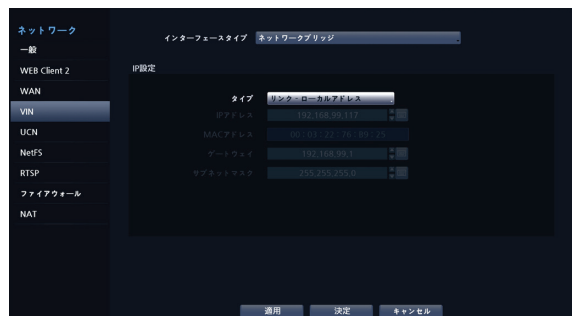 ネットワーク
一般
WEB Client 2
WAN
VIN
UCN
NetFS
RTSP
ファイアウォール
NAT
インターフェースタイプ ネットワークブリッジ
IP設定
タイプ リンク-ローカルアドレス
IPアドレス 192.168.99.117
MACアドレス
ゲートウェイ 192.168.99.1
サブネットマスク 255.255.255.0
適用 決定 キャンセル